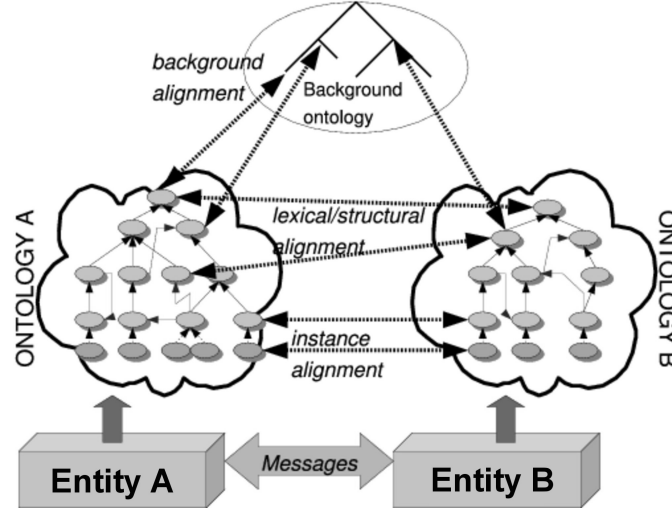 background
alignment
Background
ontology
ONTOLOGY A
lexical/structural
alignment
ONTOLOGY B
instance
alignment
Messages
Entity A
Entity B